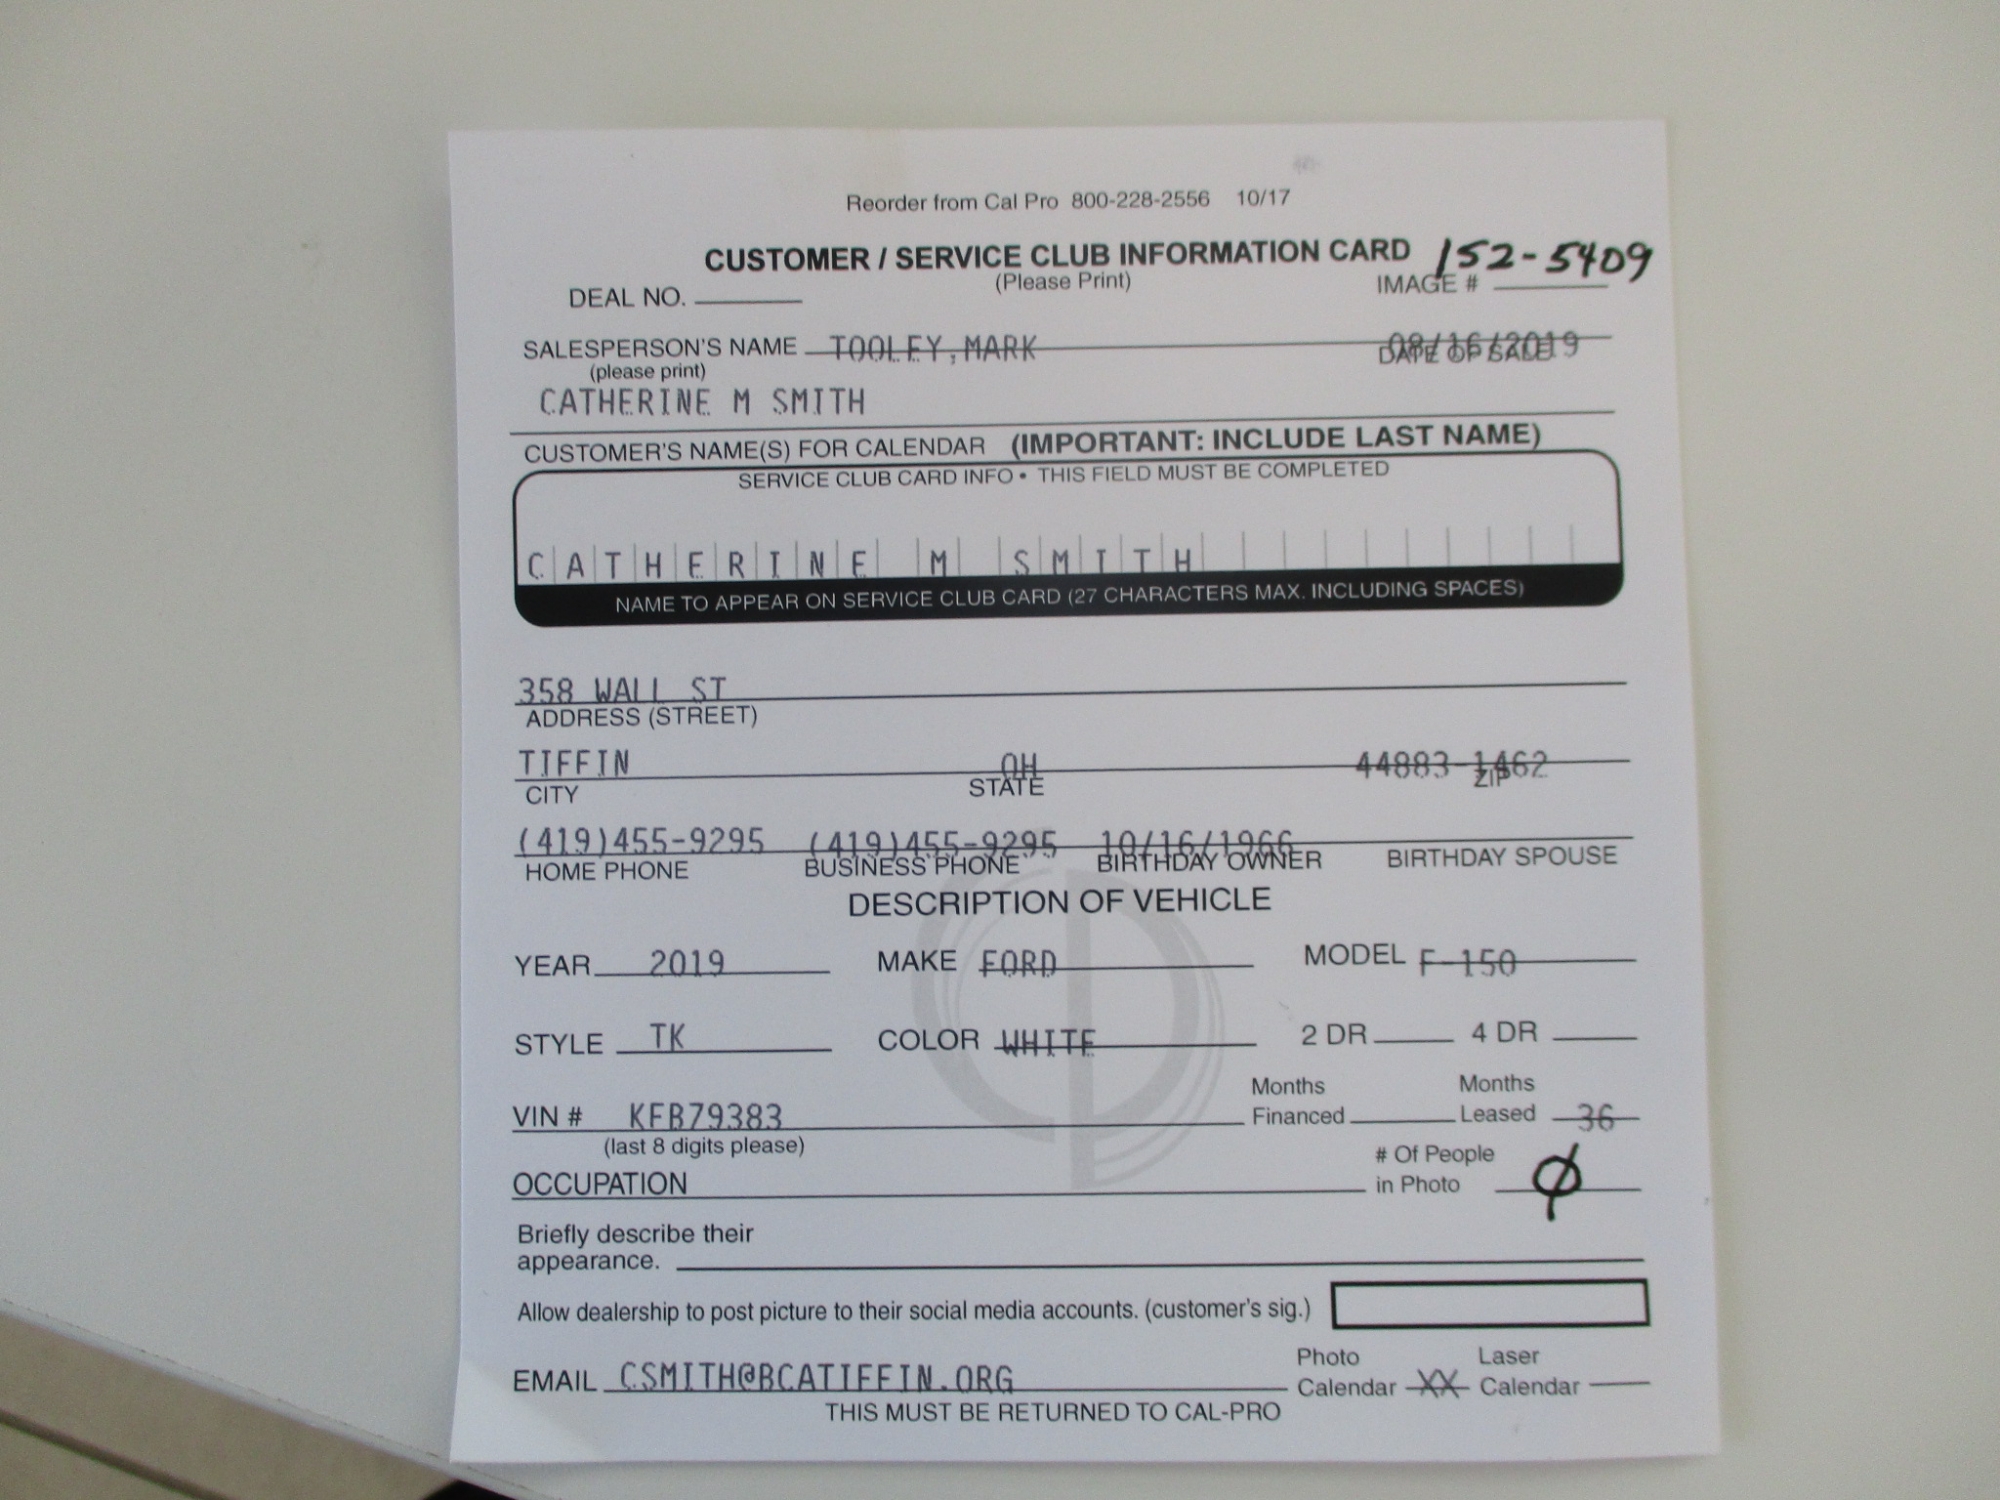 Reorder from Cal Pro 800-228-2556 10/17
CUSTOMER / SERVICE CLUB INFORMATION CARD 152-5409
(Please Print)
DEAL NO. IMAGE #
SALESPERSON'S NAME TOOLEY,MARK 08/16/2019
(please print) DATE OF SALE
CATHERINE M SMITH
CUSTOMER'S NAME(S) FOR CALENDAR (IMPORTANT: INCLUDE LAST NAME)
SERVICE CLUB CARD INFO • THIS FIELD MUST BE COMPLETED
CATHERINE M SMITH
NAME TO APPEAR ON SERVICE CLUB CARD (27 CHARACTERS MAX. INCLUDING SPACES)
358 WALL ST
ADDRESS (STREET)
TIFFIN OH 44883-1462
CITY STATE ZIP
(419)455-9295 (419)455-9295 10/16/1966
HOME PHONE BUSINESS PHONE BIRTHDAY OWNER BIRTHDAY SPOUSE
DESCRIPTION OF VEHICLE
YEAR 2019 MAKE FORD MODEL F-150
STYLE TK COLOR WHITE 2 DR 4 DR
Months Months
VIN # KFB79383 Financed Leased 36
(last 8 digits please)
# Of People
OCCUPATION in Photo Ø
Briefly describe their
appearance.
Allow dealership to post picture to their social media accounts. (customer's sig.)
Photo Laser
EMAIL CSMITH@BCATIFFIN.ORG Calendar XX Calendar
THIS MUST BE RETURNED TO CAL-PRO